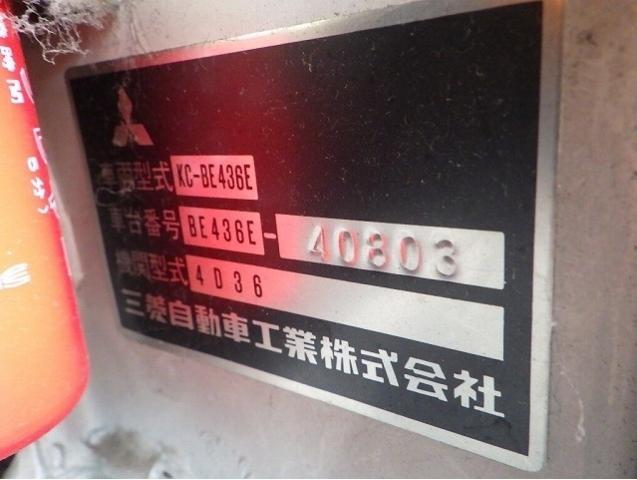 車両型式 KC-BE436E
車台番号 BE436E-40803
機関型式 4D36
三菱自動車工業株式会社